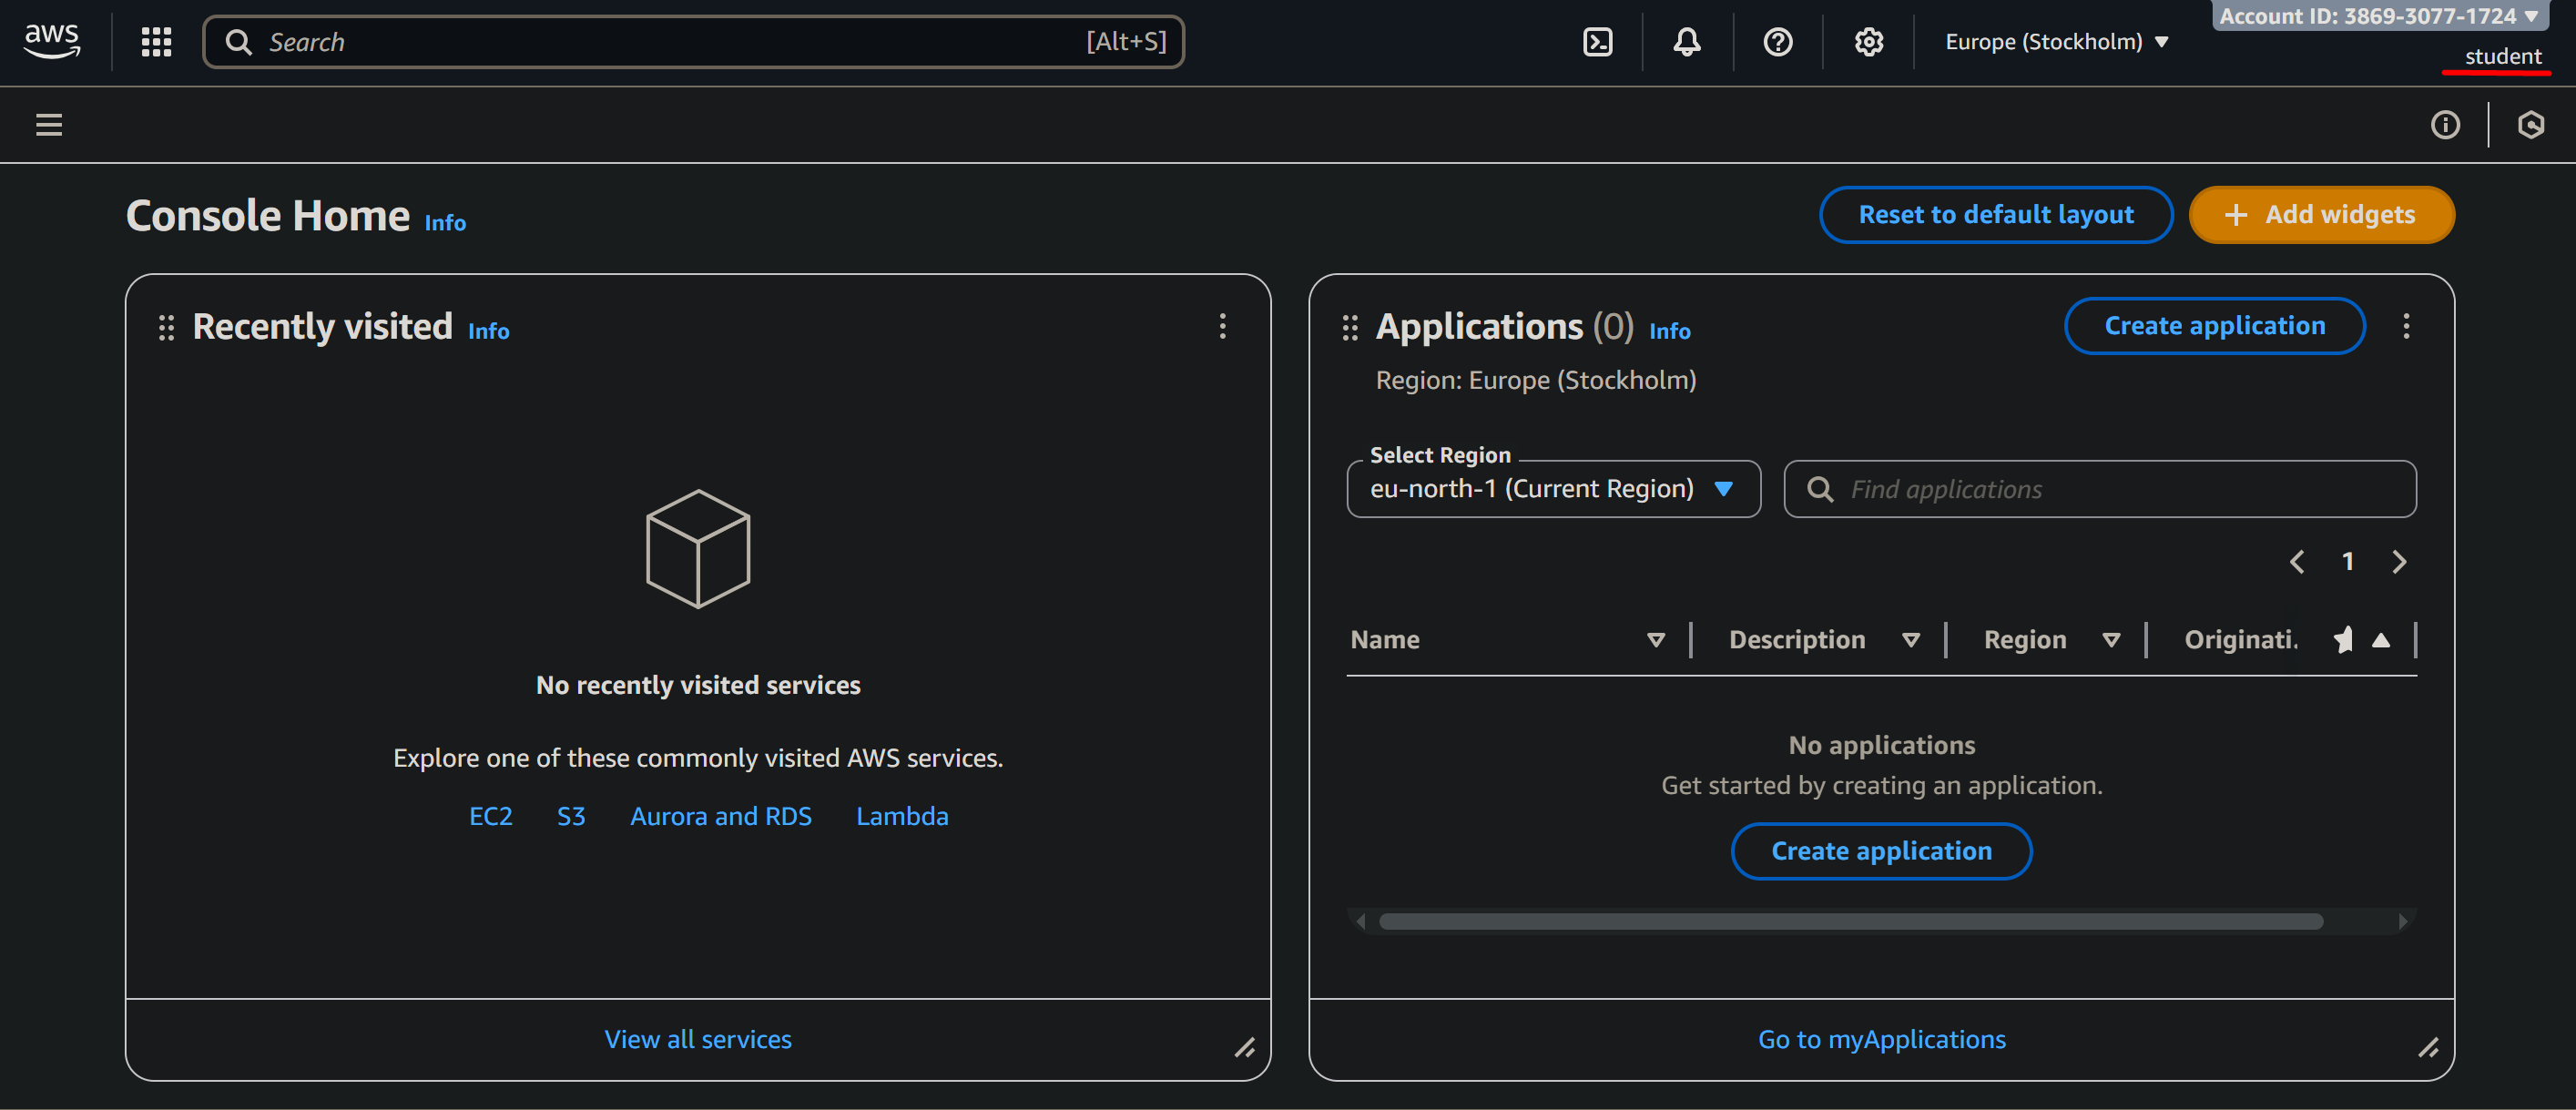 aws
Search [Alt+S]
Europe (Stockholm)
Account ID: 3869-3077-1724
student
Console Home Info
Reset to default layout
Add widgets
Recently visited Info
No recently visited services
Explore one of these commonly visited AWS services.
EC2 S3 Aurora and RDS Lambda
View all services
Applications (0) Info
Create application
Region: Europe (Stockholm)
Select Region
eu-north-1 (Current Region)
Find applications
1
Name Description Region Originati.
No applications
Get started by creating an application.
Create application
Go to myApplications